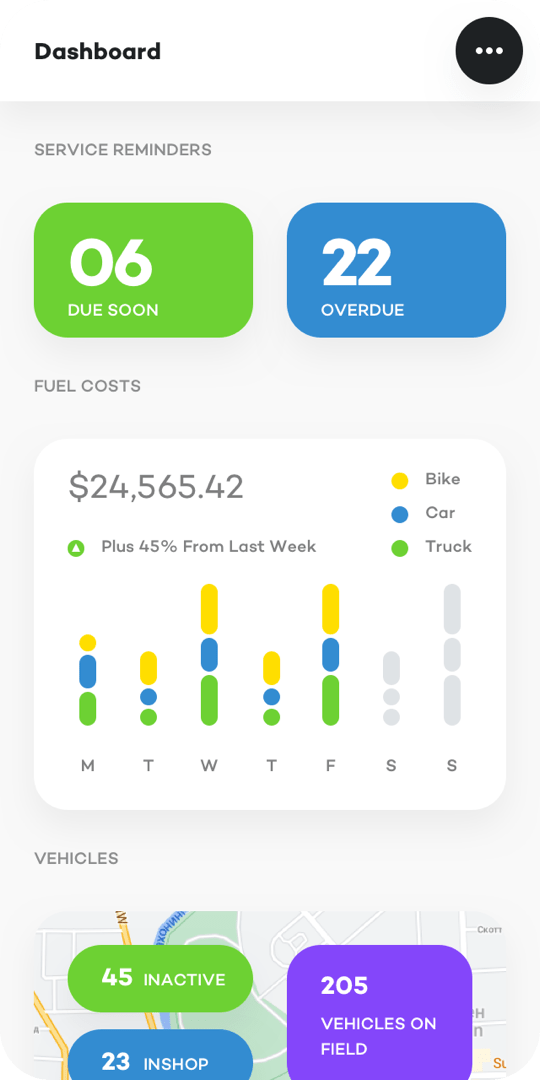 Dashboard
SERVICE REMINDERS
06
DUE SOON
22
OVERDUE
FUEL COSTS
$24,565.42
Plus 45% From Last Week
Bike
Car
Truck
M T W T F S S
VEHICLES
Скотт
45 INACTIVE
205
VEHICLES ON
FIELD
23 INSHOP